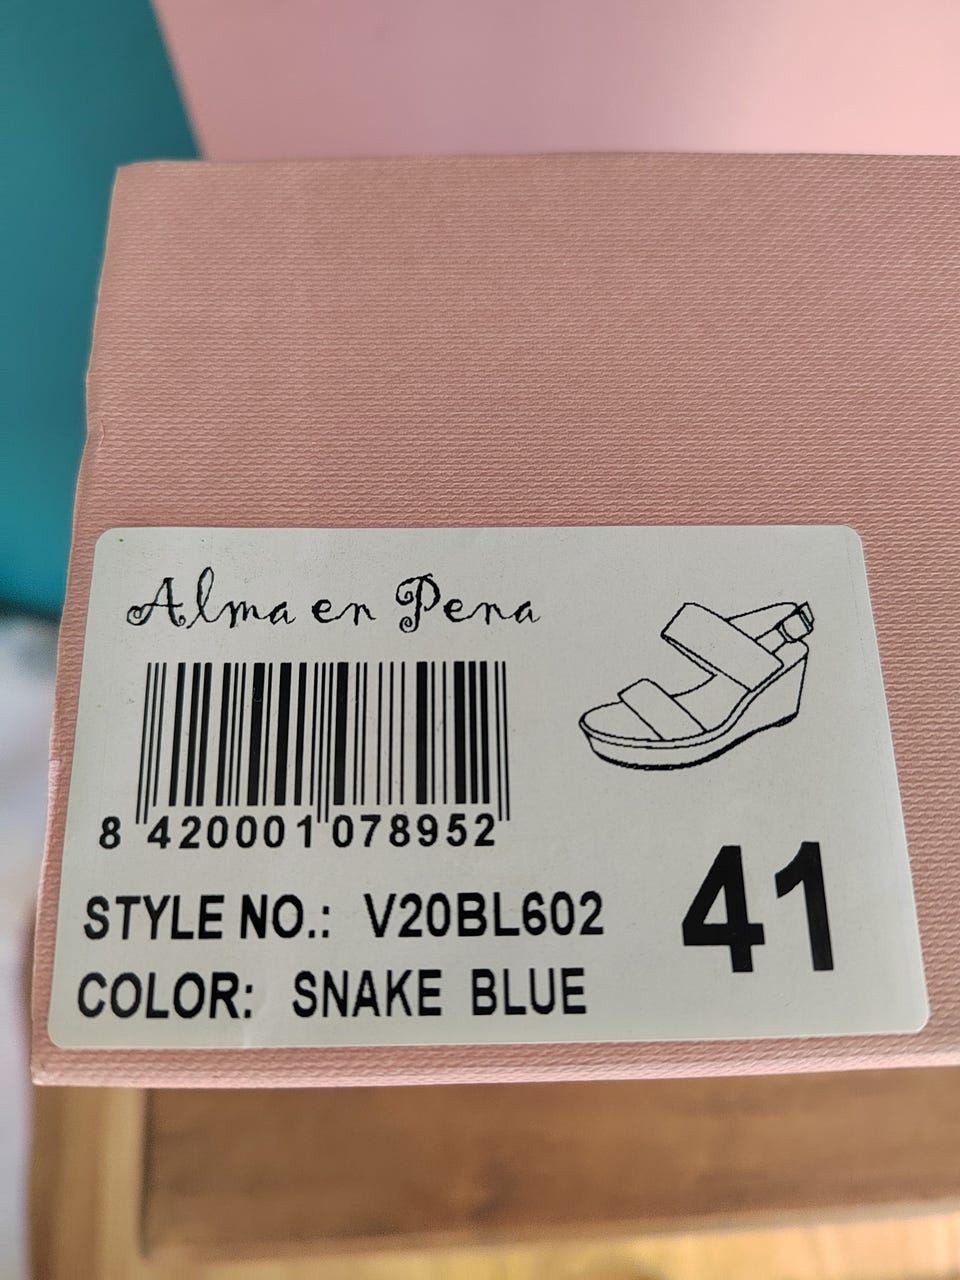 Alma en Pena
8 420001 078952
STYLE NO.: V20BL602
COLOR: SNAKE BLUE
41